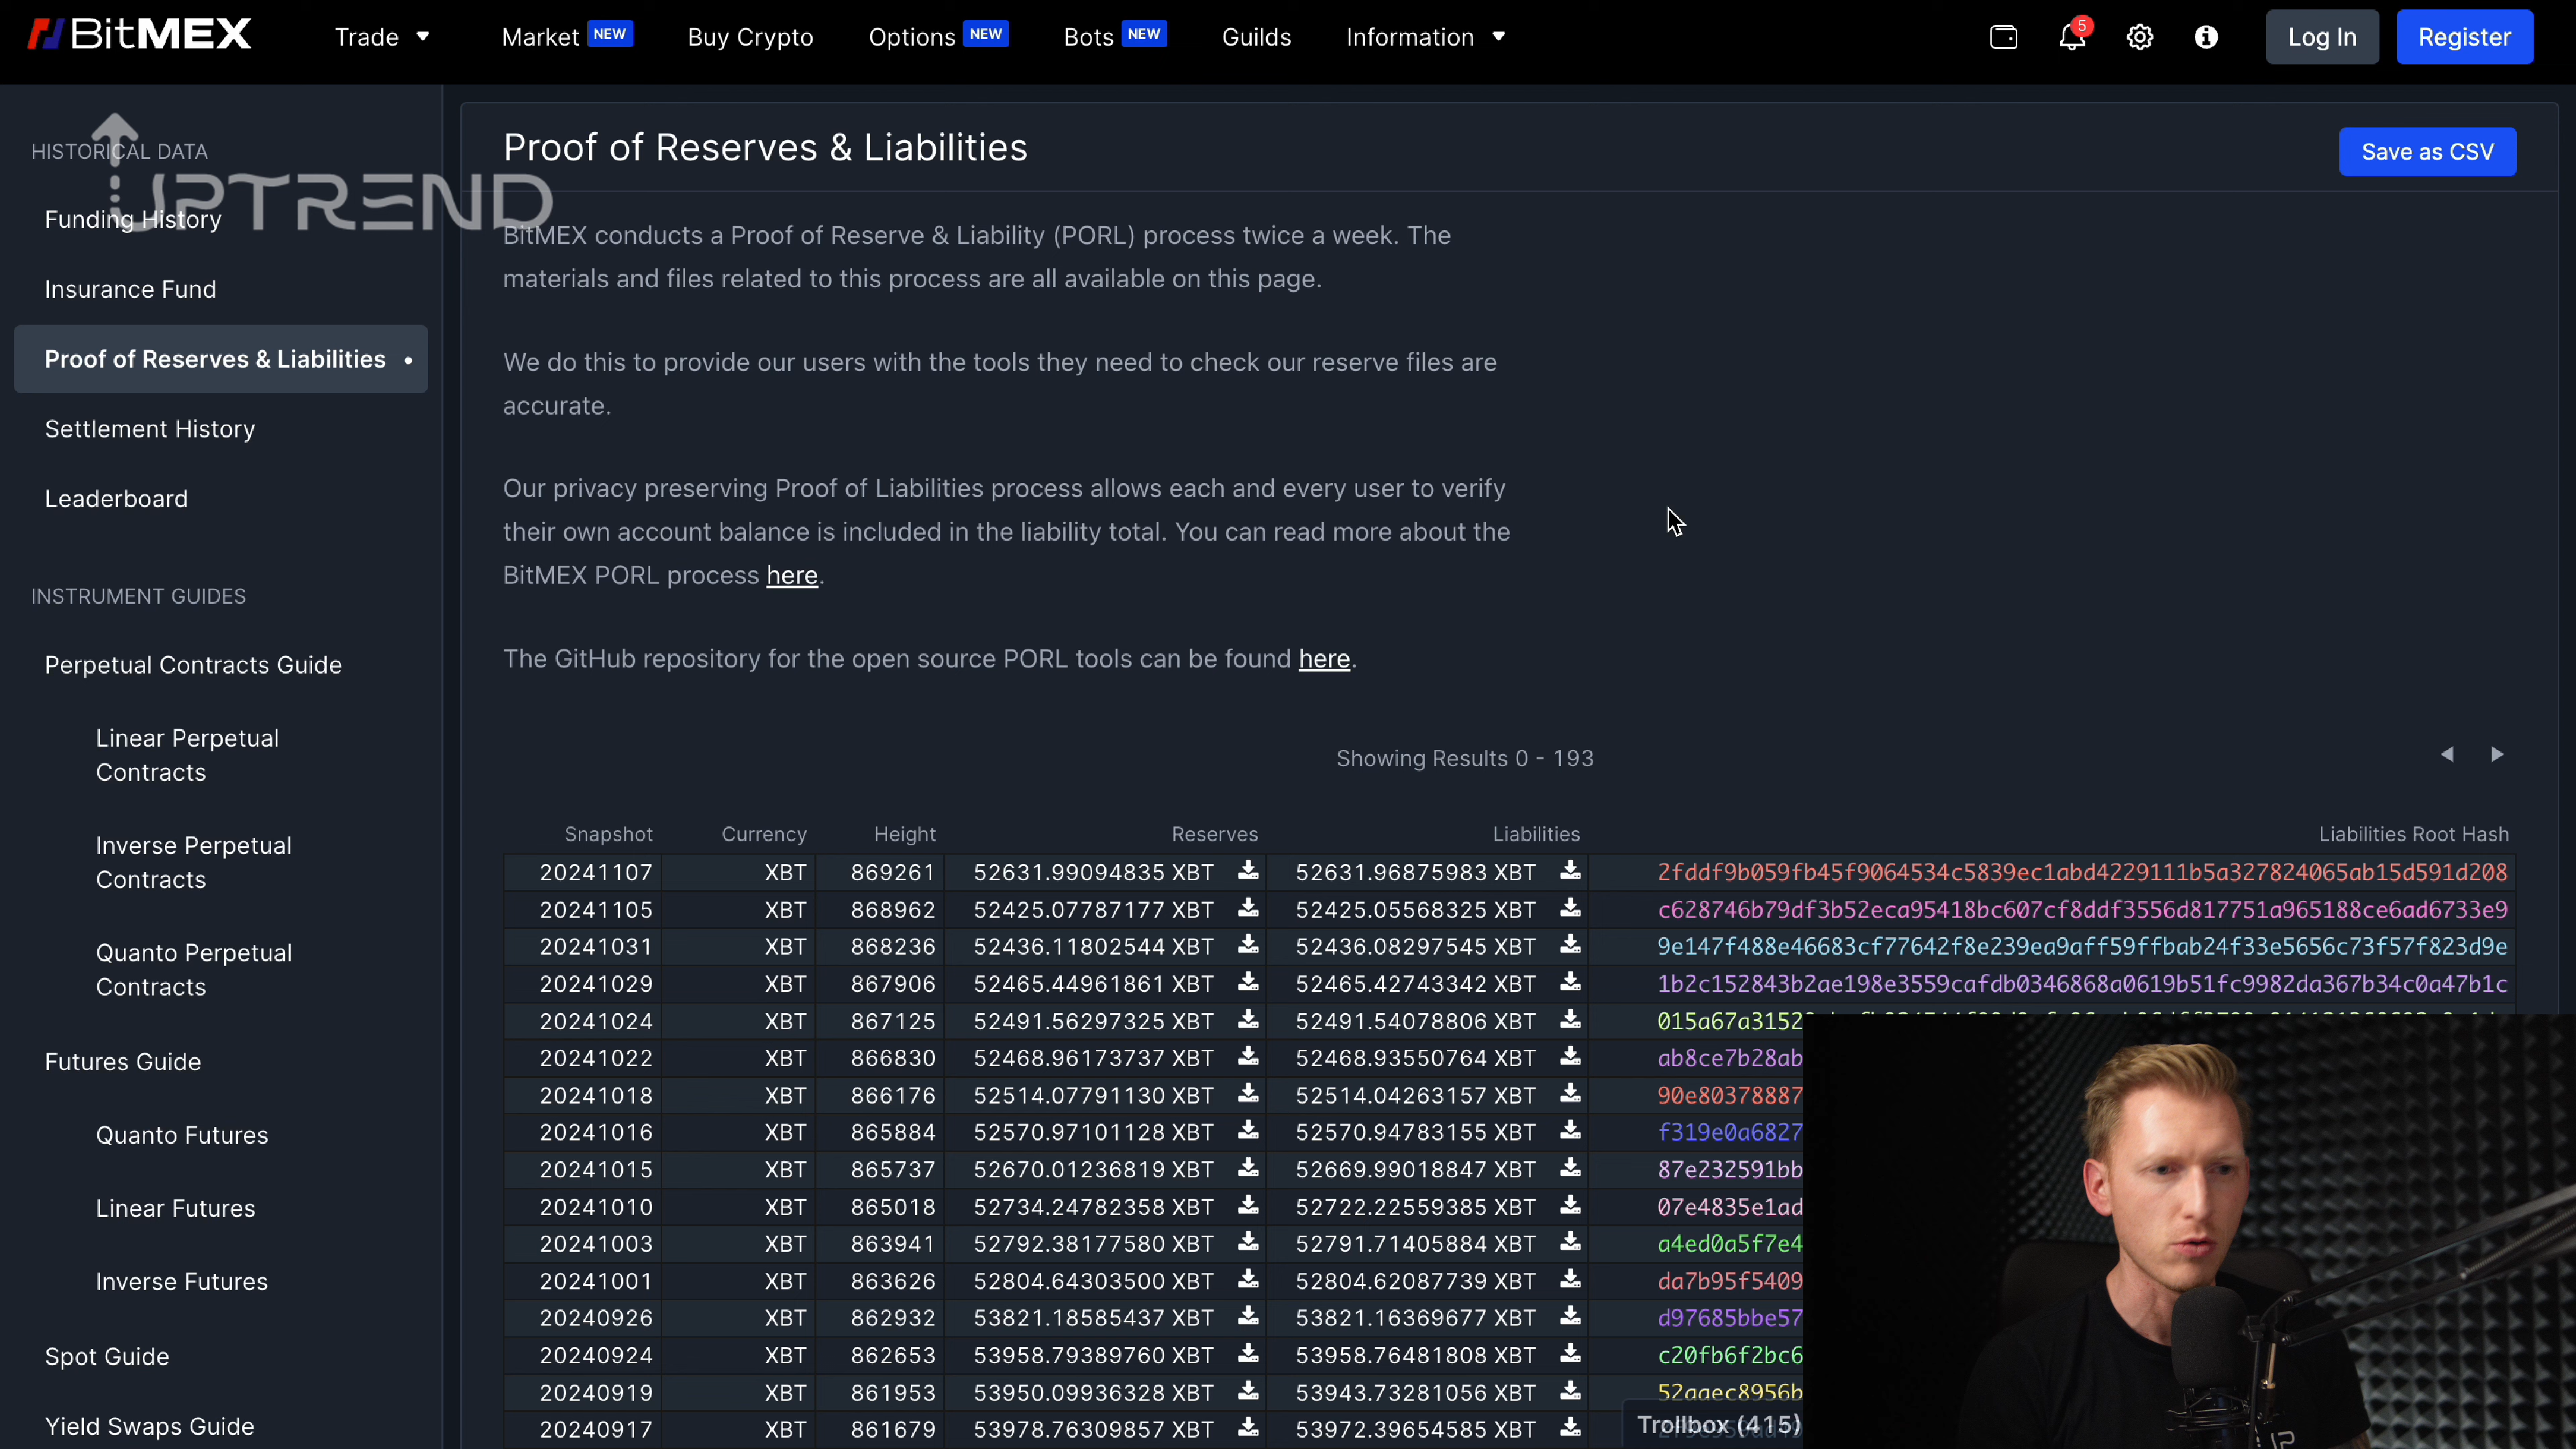 BitMEX
Trade
Market NEW
Buy Crypto
Options NEW
Bots NEW
Guilds
Information
5
Log In
Register
UPTREND
HISTORICAL DATA
Funding History
Insurance Fund
Proof of Reserves & Liabilities
Settlement History
Leaderboard
INSTRUMENT GUIDES
Perpetual Contracts Guide
Linear Perpetual
Contracts
Inverse Perpetual
Contracts
Quanto Perpetual
Contracts
Futures Guide
Quanto Futures
Linear Futures
Inverse Futures
Spot Guide
Yield Swaps Guide
Proof of Reserves & Liabilities
Save as CSV
BitMEX conducts a Proof of Reserve & Liability (PORL) process twice a week. The
materials and files related to this process are all available on this page.
We do this to provide our users with the tools they need to check our reserve files are
accurate.
Our privacy preserving Proof of Liabilities process allows each and every user to verify
their own account balance is included in the liability total. You can read more about the
BitMEX PORL process here.
The GitHub repository for the open source PORL tools can be found here.
Showing Results 0 - 193
Snapshot Currency Height Reserves Liabilities Liabilities Root Hash
20241107 XBT 869261 52631.99094835 XBT 52631.96875983 XBT 2fddf9b059fb45f9064534c5839ec1abd4229111b5a327824065ab15d591d208
20241105 XBT 868962 52425.07787177 XBT 52425.05568325 XBT c628746b79df3b52eca95418bc607cf8ddf3556d817751a965188ce6ad6733e9
20241031 XBT 868236 52436.11802544 XBT 52436.08297545 XBT 9e147f488e46683cf77642f8e239ea9aff59ffbab24f33e5656c73f57f823d9e
20241029 XBT 867906 52465.44961861 XBT 52465.42743342 XBT 1b2c152843b2ae198e3559cafdb0346868a0619b51fc9982da367b34c0a47b1c
20241024 XBT 867125 52491.56297325 XBT 52491.54078806 XBT 015a67a31520
20241022 XBT 866830 52468.96173737 XBT 52468.93550764 XBT ab8ce7b28ab
20241018 XBT 866176 52514.07791130 XBT 52514.04263157 XBT 90e80378887
20241016 XBT 865884 52570.97101128 XBT 52570.94783155 XBT f319e0a6827
20241015 XBT 865737 52670.01236819 XBT 52669.99018847 XBT 87e232591bb
20241010 XBT 865018 52734.24782358 XBT 52722.22559385 XBT 07e4835e1ad
20241003 XBT 863941 52792.38177580 XBT 52791.71405884 XBT a4ed0a5f7e4
20241001 XBT 863626 52804.64303500 XBT 52804.62087739 XBT da7b95f5409
20240926 XBT 862932 53821.18585437 XBT 53821.16369677 XBT d97685bbe57
20240924 XBT 862653 53958.79389760 XBT 53958.76481808 XBT c20fb6f2bc6
20240919 XBT 861953 53950.09936328 XBT 53943.73281056 XBT 52aaec8956b
20240917 XBT 861679 53978.76309857 XBT 53972.39654585 XBT
Trollbox (415)